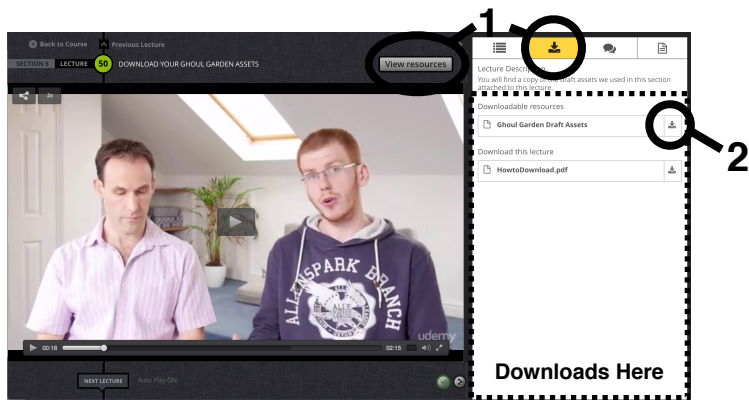 1
Back to Course
Previous Lecture
SECTION 5 LECTURE 50 DOWNLOAD YOUR GHOUL GARDEN ASSETS
View resources
Lecture Description
You will find a copy of the draft assets we used in this section
attached to this lecture.
2s
Downloadable resources
Ghoul Garden Draft Assets
2
Download this lecture
HowtoDownload.pdf
ALLENSPARK BRANCH
udemy
00:18
02:15
Downloads Here
NEXT LECTURE
Auto Play ON